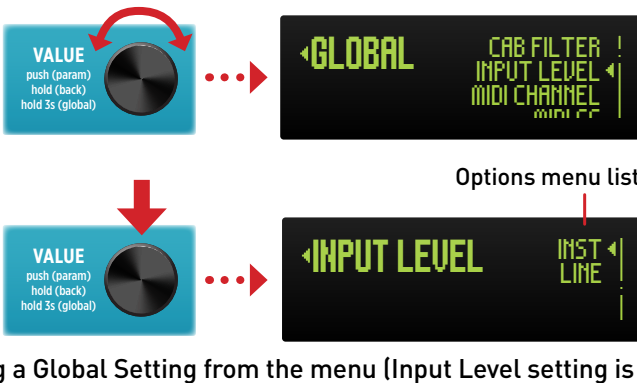 VALUE
push (param)
hold (back)
hold 3s (global)
GLOBAL
CAB FILTER
INPUT LEVEL
MIDI CHANNEL
MIDI CC
Options menu list
VALUE
push (param)
hold (back)
hold 3s (global)
INPUT LEVEL
INST
LINE
a Global Setting from the menu (Input Level setting is